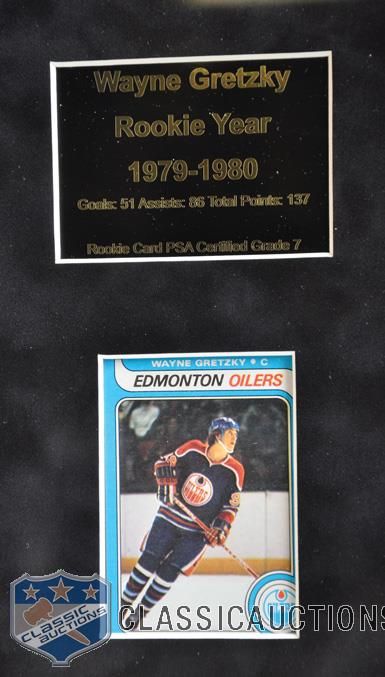 Wayne Gretzky
Rookie Year
1979-1980
Goals: 51 Assists: 86 Total Points: 137
Rookie Card PSA Certified Grade 7
WAYNE GRETZKY • C
EDMONTON OILERS
OILERS
CLASSIC
AUCTIONS
CLASSICAUCTIONS